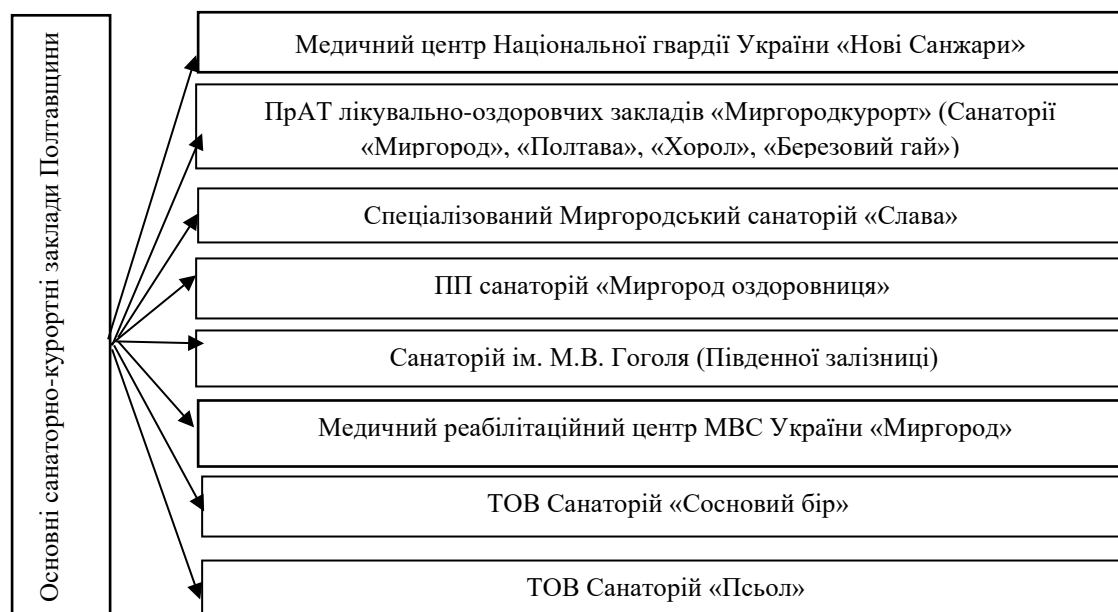 Основні санаторно-курортні заклади Полтавщини
Медичний центр Національної гвардії України «Нові Санжари»
ПрАТ лікувально-оздоровчих закладів «Миргородкурорт» (Санаторії
«Миргород», «Полтава», «Хорол», «Березовий гай»)
Спеціалізований Миргородський санаторій «Слава»
ПП санаторій «Миргород оздоровниця»
Санаторій ім. М.В. Гоголя (Південної залізниці)
Медичний реабілітаційний центр МВС України «Миргород»
ТОВ Санаторій «Сосновий бір»
ТОВ Санаторій «Псьол»